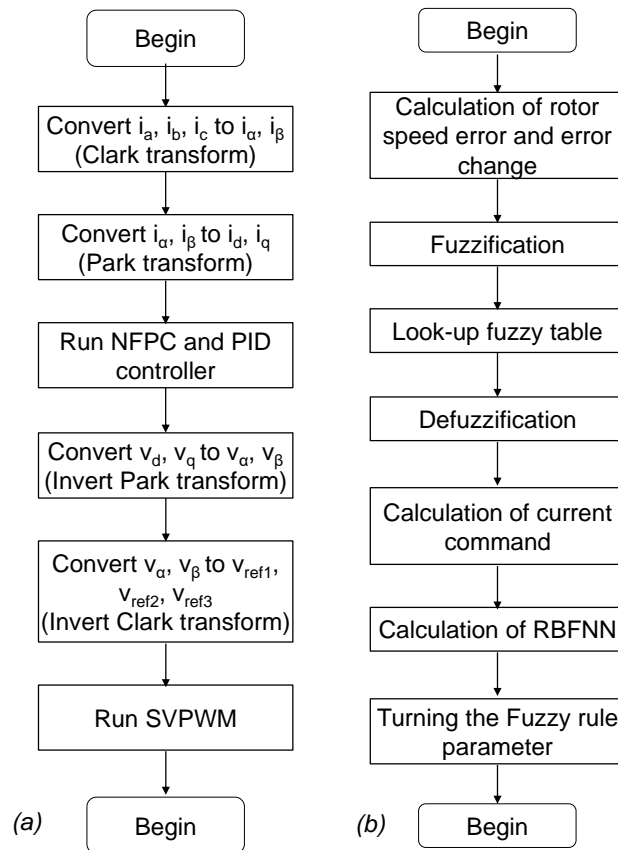 Begin
Convert iₐ, i_b, i_c to i_α, i_β
(Clark transform)
Convert i_α, i_β to i_d, i_q
(Park transform)
Run NFPC and PID
controller
Convert v_d, v_q to v_α, v_β
(Invert Park transform)
Convert v_α, v_β to v_ref1,
v_ref2, v_ref3
(Invert Clark transform)
Run SVPWM
Begin
(a)
Begin
Calculation of rotor
speed error and error
change
Fuzzification
Look-up fuzzy table
Defuzzification
Calculation of current
command
Calculation of RBFNN
Turning the Fuzzy rule
parameter
Begin
(b)